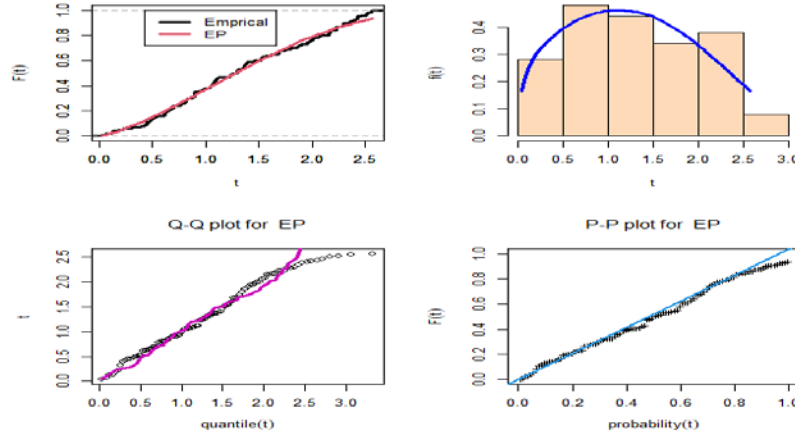 F(t)
1.0
0.8
0.6
0.4
0.2
0.0
Emprical
EP
0.0 0.5 1.0 1.5 2.0 2.5
t
f(t)
0.4
0.3
0.2
0.1
0.0
0.0 0.5 1.0 1.5 2.0 2.5 3.0
t
Q-Q plot for EP
t
2.5
2.0
1.5
1.0
0.5
0.0
0.0 0.5 1.0 1.5 2.0 2.5 3.0
quantile(t)
P-P plot for EP
F(t)
1.0
0.8
0.6
0.4
0.2
0.0
0.0 0.2 0.4 0.6 0.8 1.0
probability(t)